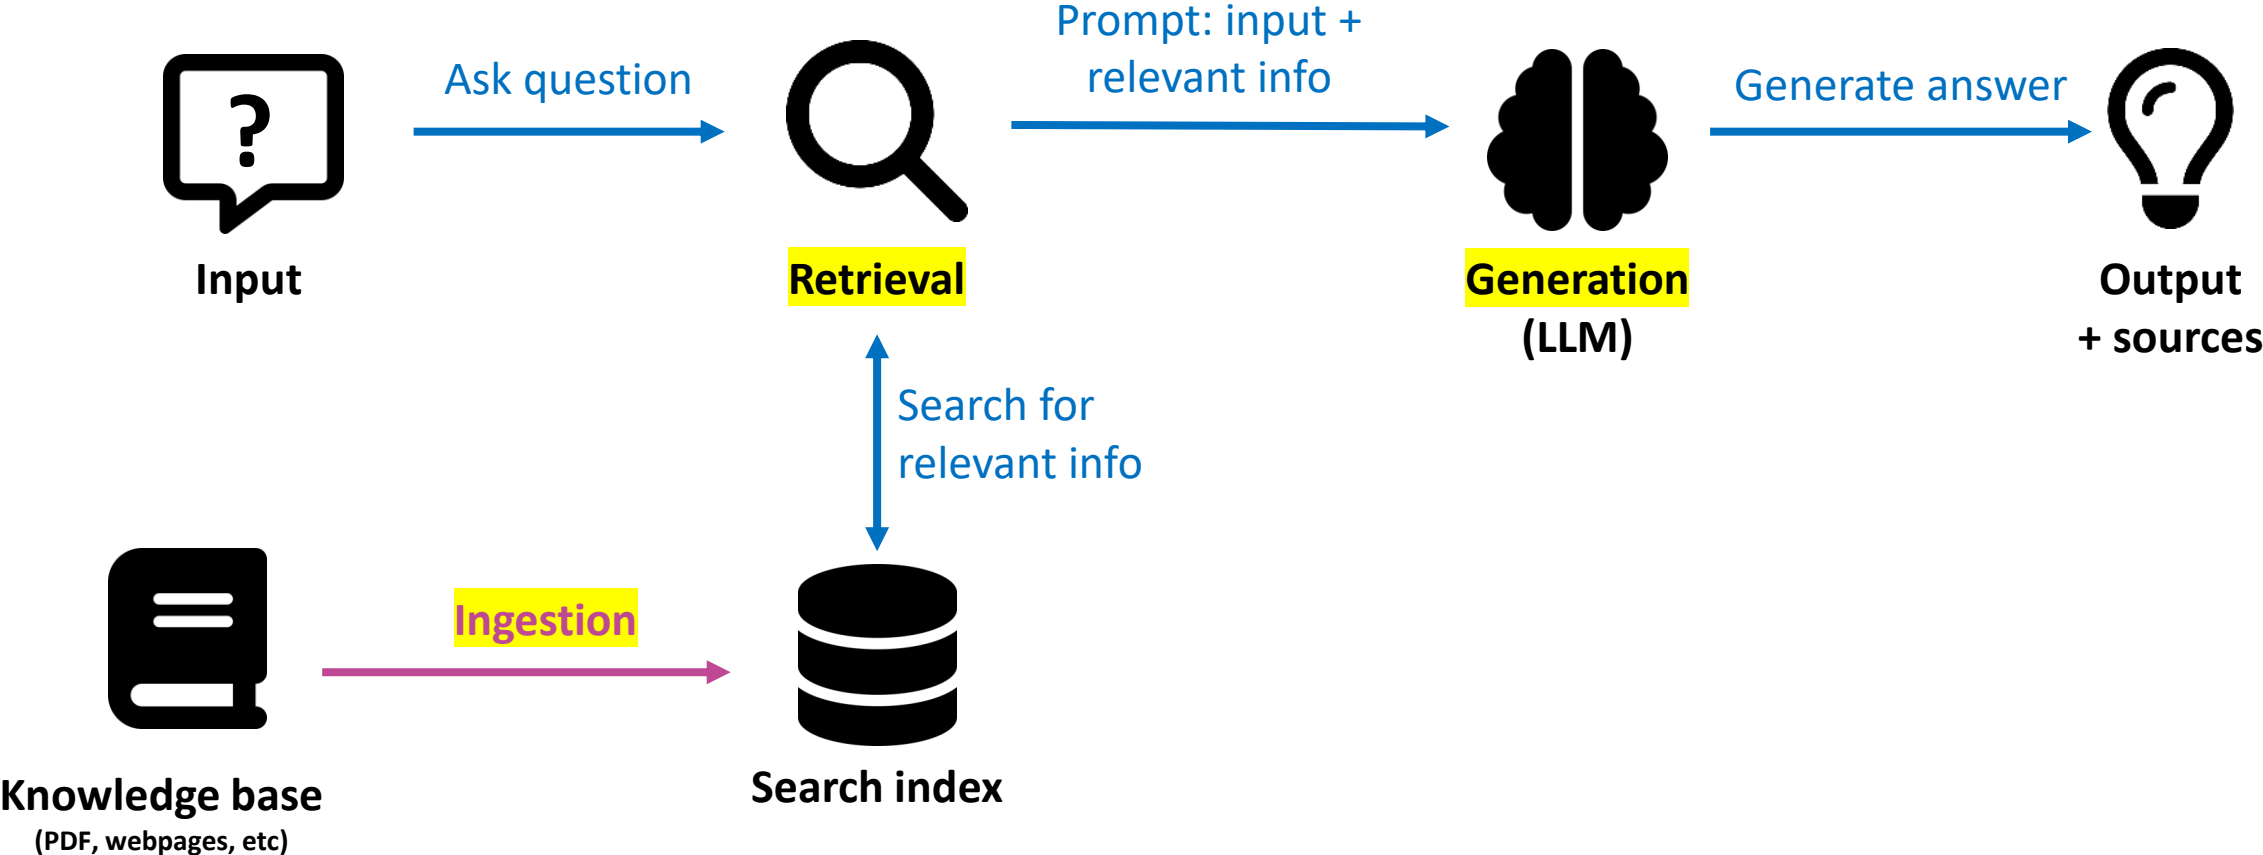 Prompt: input +
relevant info
Ask question
Generate answer
?
Input
Retrieval
Generation
(LLM)
Output
+ sources
Search for
relevant info
Ingestion
Knowledge base
(PDF, webpages, etc)
Search index